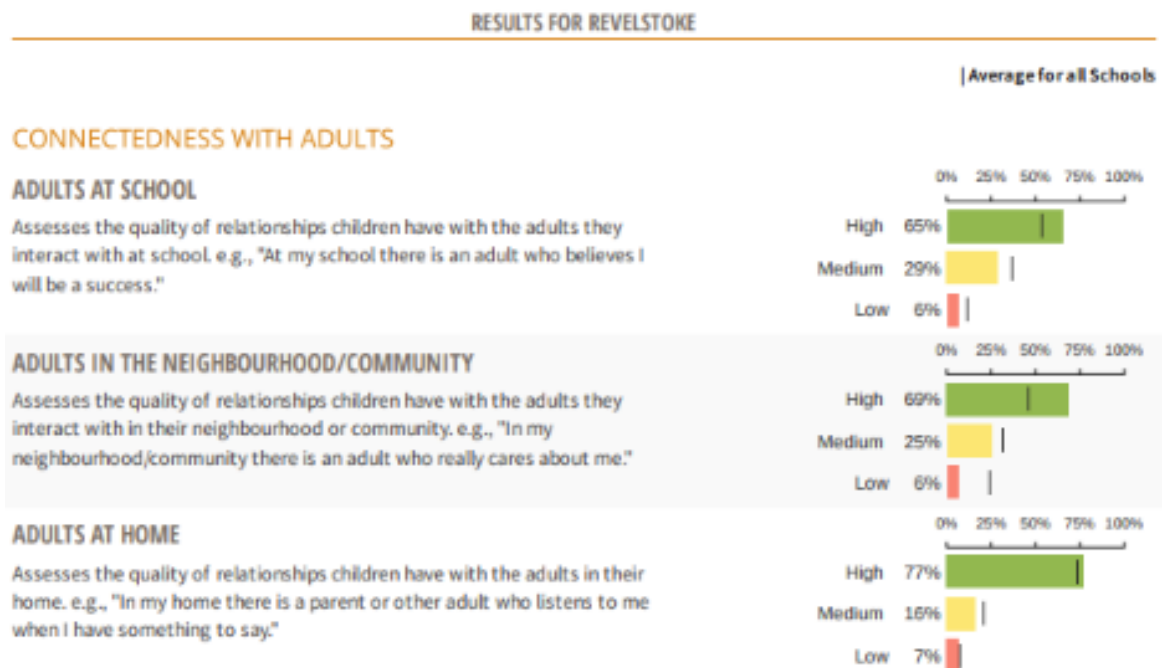 RESULTS FOR REVELSTOKE
|Average for all Schools
CONNECTEDNESS WITH ADULTS
ADULTS AT SCHOOL
Assesses the quality of relationships children have with the adults they
interact with at school. e.g., "At my school there is an adult who believes I
will be a success."
0% 25% 50% 75% 100%
High 65%
Medium 29%
Low 6%
ADULTS IN THE NEIGHBOURHOOD/COMMUNITY
Assesses the quality of relationships children have with the adults they
interact with in their neighbourhood or community. e.g., "In my
neighbourhood/community there is an adult who really cares about me."
0% 25% 50% 75% 100%
High 69%
Medium 25%
Low 6%
ADULTS AT HOME
Assesses the quality of relationships children have with the adults in their
home. e.g., "In my home there is a parent or other adult who listens to me
when I have something to say."
0% 25% 50% 75% 100%
High 77%
Medium 16%
Low 7%